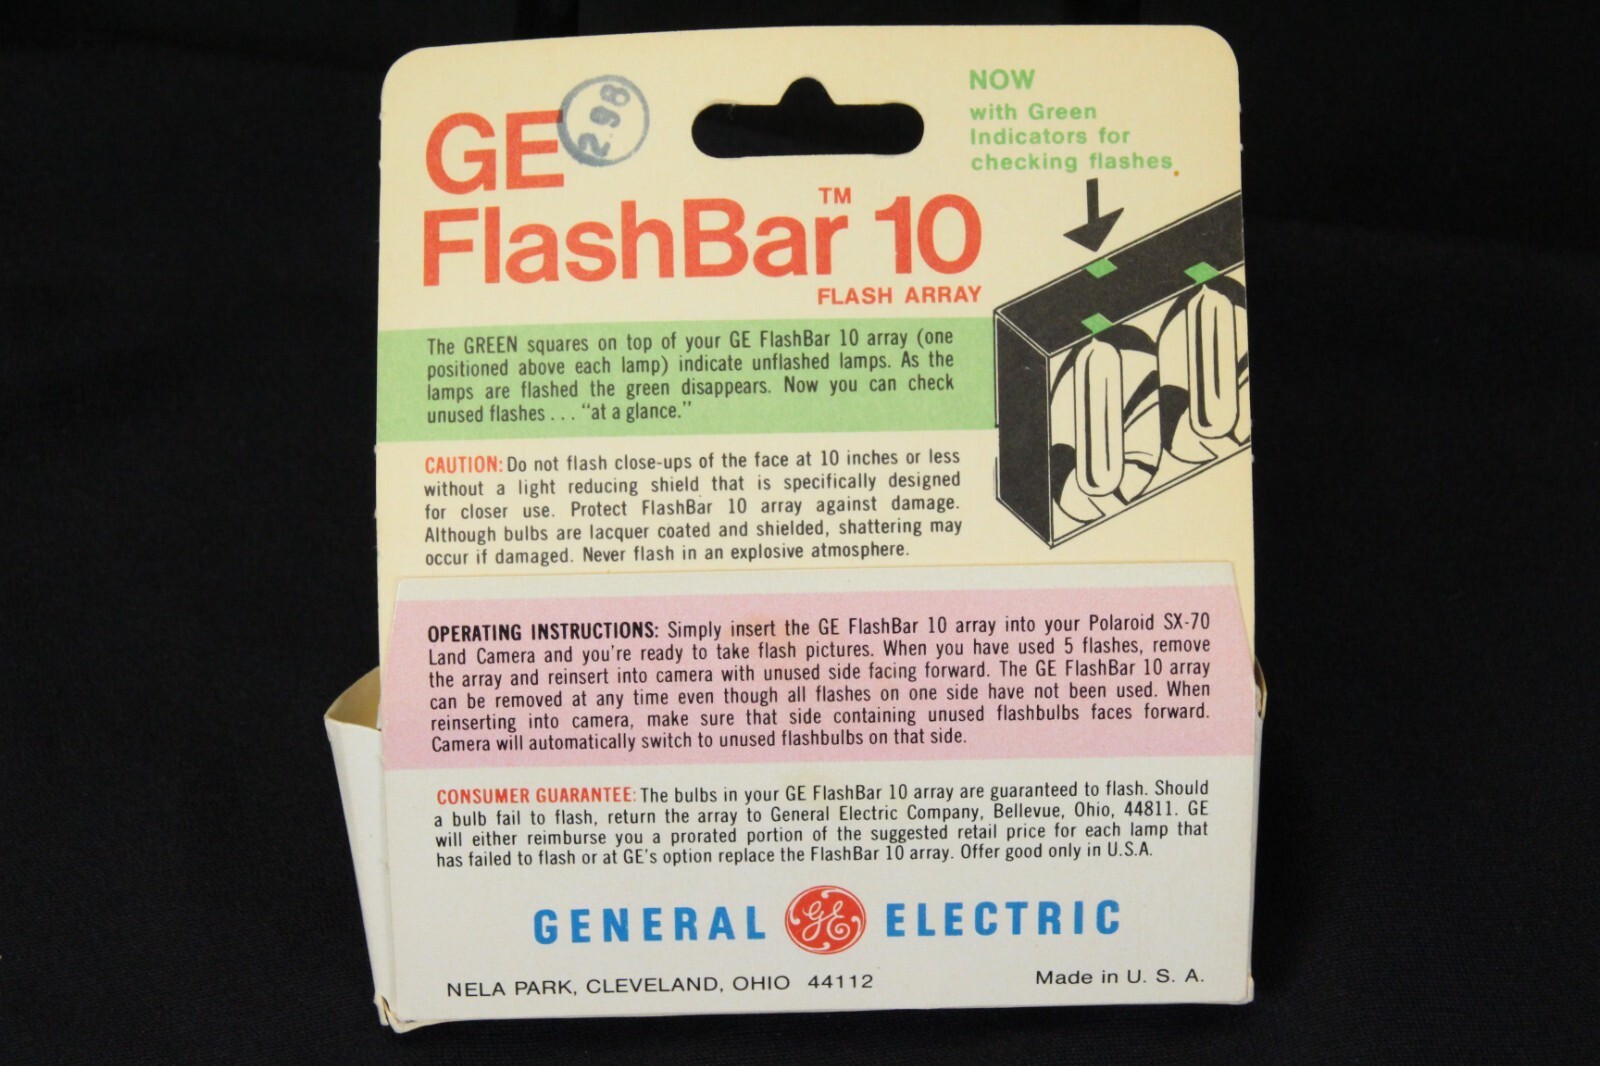 GE
2.98
FlashBar™ 10
FLASH ARRAY
NOW
with Green
Indicators for
checking flashes.
The GREEN squares on top of your GE FlashBar 10 array (one
positioned above each lamp) indicate unflashed lamps. As the
lamps are flashed the green disappears. Now you can check
unused flashes . . . “at a glance.”
CAUTION: Do not flash close-ups of the face at 10 inches or less
without a light reducing shield that is specifically designed
for closer use. Protect FlashBar 10 array against damage.
Although bulbs are lacquer coated and shielded, shattering may
occur if damaged. Never flash in an explosive atmosphere.
OPERATING INSTRUCTIONS: Simply insert the GE FlashBar 10 array into your Polaroid SX-70
Land Camera and you're ready to take flash pictures. When you have used 5 flashes, remove
the array and reinsert into camera with unused side facing forward. The GE FlashBar 10 array
can be removed at any time even though all flashes on one side have not been used. When
reinserting into camera, make sure that side containing unused flashbulbs faces forward.
Camera will automatically switch to unused flashbulbs on that side.
CONSUMER GUARANTEE: The bulbs in your GE FlashBar 10 array are guaranteed to flash. Should
a bulb fail to flash, return the array to General Electric Company, Bellevue, Ohio, 44811. GE
will either reimburse you a prorated portion of the suggested retail price for each lamp that
has failed to flash or at GE's option replace the FlashBar 10 array. Offer good only in U.S.A.
GENERAL GE ELECTRIC
NELA PARK, CLEVELAND, OHIO 44112
Made in U. S. A.